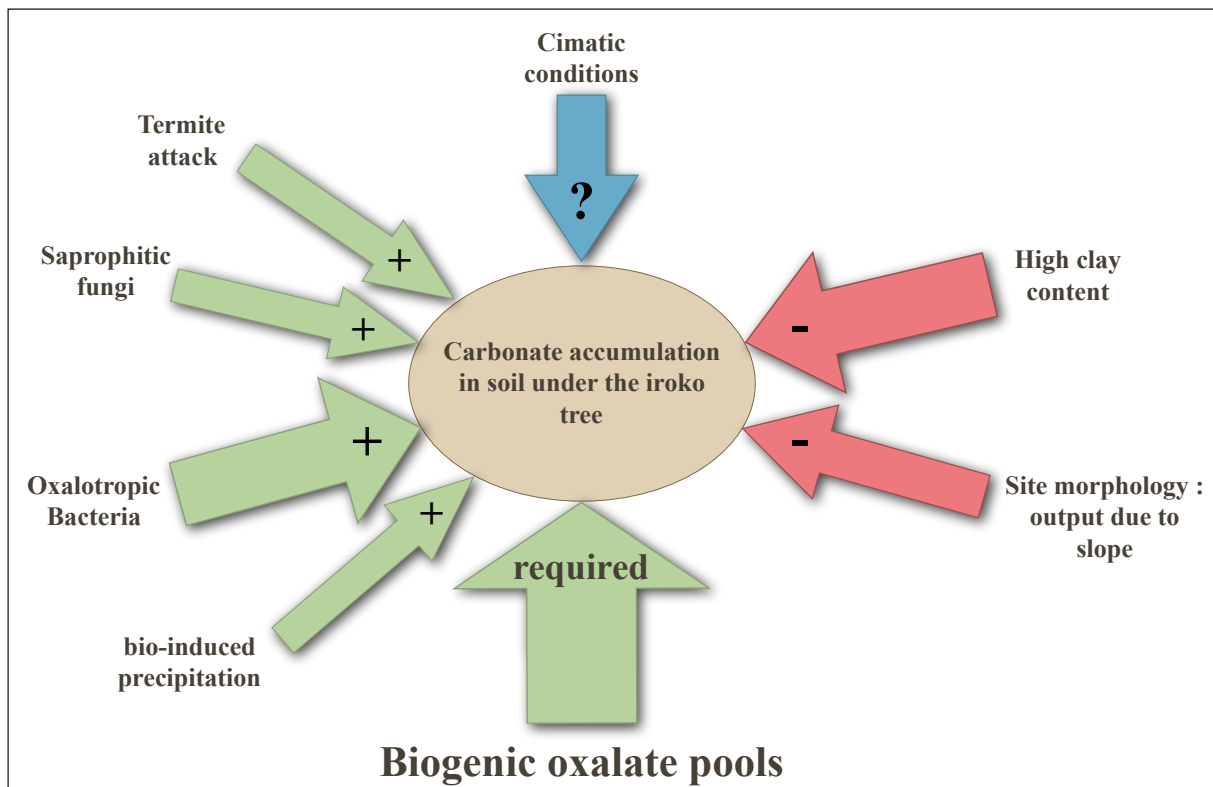 Cimatic
conditions
?
Termite
attack
+
Saprophitic
fungi
+
High clay
content
-
Carbonate accumulation
in soil under the iroko
tree
+
Oxalotropic
Bacteria
-
Site morphology :
output due to
slope
+
bio-induced
precipitation
required
Biogenic oxalate pools